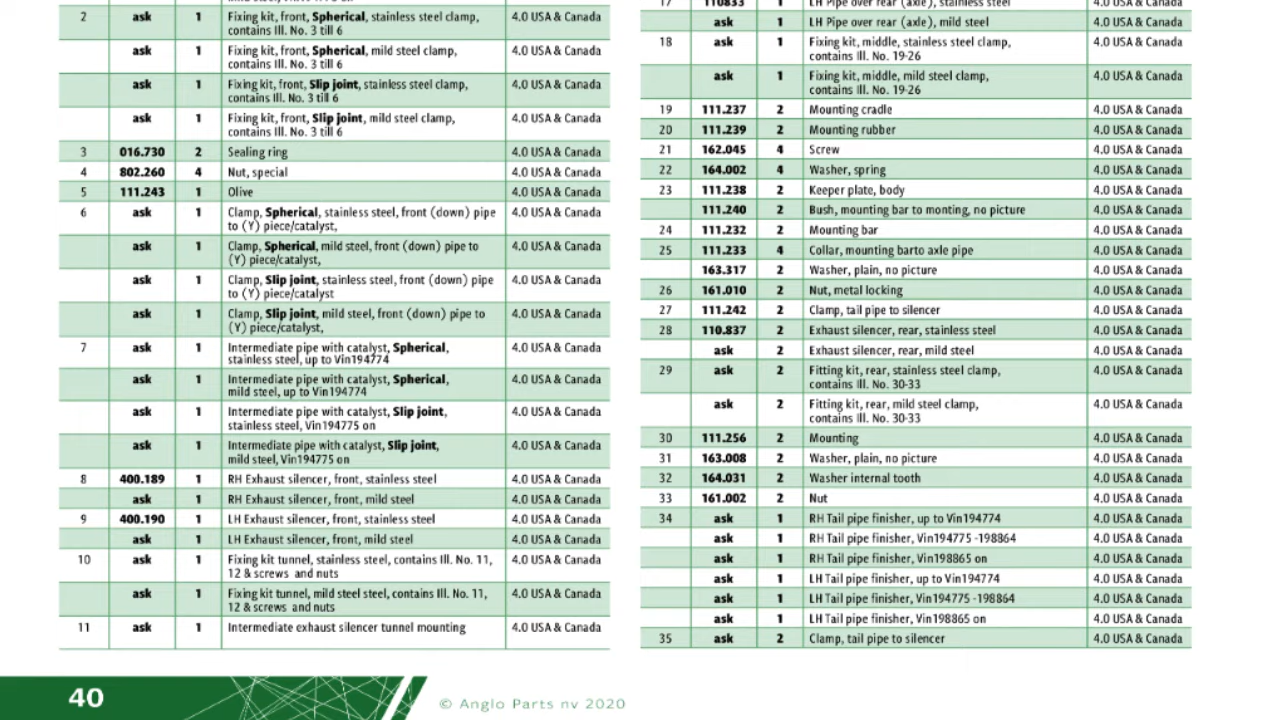 2 ask 1 Fixing kit, front, Spherical, stainless steel clamp, 4.0 USA & Canada
contains Ill. No. 3 till 6
ask 1 Fixing kit, front, Spherical, mild steel clamp, 4.0 USA & Canada
contains Ill. No. 3 till 6
ask 1 Fixing kit, front, Slip joint, stainless steel clamp, 4.0 USA & Canada
contains Ill. No. 3 till 6
ask 1 Fixing kit, front, Slip joint, mild steel clamp, 4.0 USA & Canada
contains Ill. No. 3 till 6
3 016.730 2 Sealing ring 4.0 USA & Canada
4 802.260 4 Nut, special 4.0 USA & Canada
5 111.243 1 Olive 4.0 USA & Canada
6 ask 1 Clamp, Spherical, stainless steel, front (down) pipe 4.0 USA & Canada
to (Y) piece/catalyst,
ask 1 Clamp, Spherical, mild steel, front (down) pipe to 4.0 USA & Canada
(Y) piece/catalyst,
ask 1 Clamp, Slip joint, stainless steel, front (down) pipe 4.0 USA & Canada
to (Y) piece/catalyst
ask 1 Clamp, Slip joint, mild steel, front (down) pipe to 4.0 USA & Canada
(Y) piece/catalyst,
7 ask 1 Intermediate pipe with catalyst, Spherical, 4.0 USA & Canada
stainless steel, up to Vin194774
ask 1 Intermediate pipe with catalyst, Spherical, 4.0 USA & Canada
mild steel, up to Vin194774
ask 1 Intermediate pipe with catalyst, Slip joint, 4.0 USA & Canada
stainless steel, Vin194775 on
ask 1 Intermediate pipe with catalyst, Slip joint, 4.0 USA & Canada
mild steel, Vin194775 on
8 400.189 1 RH Exhaust silencer, front, stainless steel 4.0 USA & Canada
ask 1 RH Exhaust silencer, front, mild steel 4.0 USA & Canada
9 400.190 1 LH Exhaust silencer, front, stainless steel 4.0 USA & Canada
ask 1 LH Exhaust silencer, front, mild steel 4.0 USA & Canada
10 ask 1 Fixing kit tunnel, stainless steel, contains Ill. No. 11, 4.0 USA & Canada
12 & screws and nuts
ask 1 Fixing kit tunnel, mild steel steel, contains Ill. No. 11, 4.0 USA & Canada
12 & screws and nuts
11 ask 1 Intermediate exhaust silencer tunnel mounting 4.0 USA & Canada
17 110833 1 LH Pipe over rear (axle), stainless steel 4.0 USA & Canada
ask 1 LH Pipe over rear (axle), mild steel 4.0 USA & Canada
18 ask 1 Fixing kit, middle, stainless steel clamp, 4.0 USA & Canada
contains Ill. No. 19-26
ask 1 Fixing kit, middle, mild steel clamp, 4.0 USA & Canada
contains Ill. No. 19-26
19 111.237 2 Mounting cradle 4.0 USA & Canada
20 111.239 2 Mounting rubber 4.0 USA & Canada
21 162.045 4 Screw 4.0 USA & Canada
22 164.002 4 Washer, spring 4.0 USA & Canada
23 111.238 2 Keeper plate, body 4.0 USA & Canada
111.240 2 Bush, mounting bar to monting, no picture 4.0 USA & Canada
24 111.232 2 Mounting bar 4.0 USA & Canada
25 111.233 4 Collar, mounting barto axle pipe 4.0 USA & Canada
163.317 2 Washer, plain, no picture 4.0 USA & Canada
26 161.010 2 Nut, metal locking 4.0 USA & Canada
27 111.242 2 Clamp, tail pipe to silencer 4.0 USA & Canada
28 110.837 2 Exhaust silencer, rear, stainless steel 4.0 USA & Canada
ask 2 Exhaust silencer, rear, mild steel 4.0 USA & Canada
29 ask 2 Fitting kit, rear, stainless steel clamp, 4.0 USA & Canada
contains Ill. No. 30-33
ask 2 Fitting kit, rear, mild steel clamp, 4.0 USA & Canada
contains Ill. No. 30-33
30 111.256 2 Mounting 4.0 USA & Canada
31 163.008 2 Washer, plain, no picture 4.0 USA & Canada
32 164.031 2 Washer internal tooth 4.0 USA & Canada
33 161.002 2 Nut 4.0 USA & Canada
34 ask 1 RH Tail pipe finisher, up to Vin194774 4.0 USA & Canada
ask 1 RH Tail pipe finisher, Vin194775 -198864 4.0 USA & Canada
ask 1 RH Tail pipe finisher, Vin198865 on 4.0 USA & Canada
ask 1 LH Tail pipe finisher, up to Vin194774 4.0 USA & Canada
ask 1 LH Tail pipe finisher, Vin194775 -198864 4.0 USA & Canada
ask 1 LH Tail pipe finisher, Vin198865 on 4.0 USA & Canada
35 ask 2 Clamp, tail pipe to silencer 4.0 USA & Canada
40
© Anglo Parts nv 2020